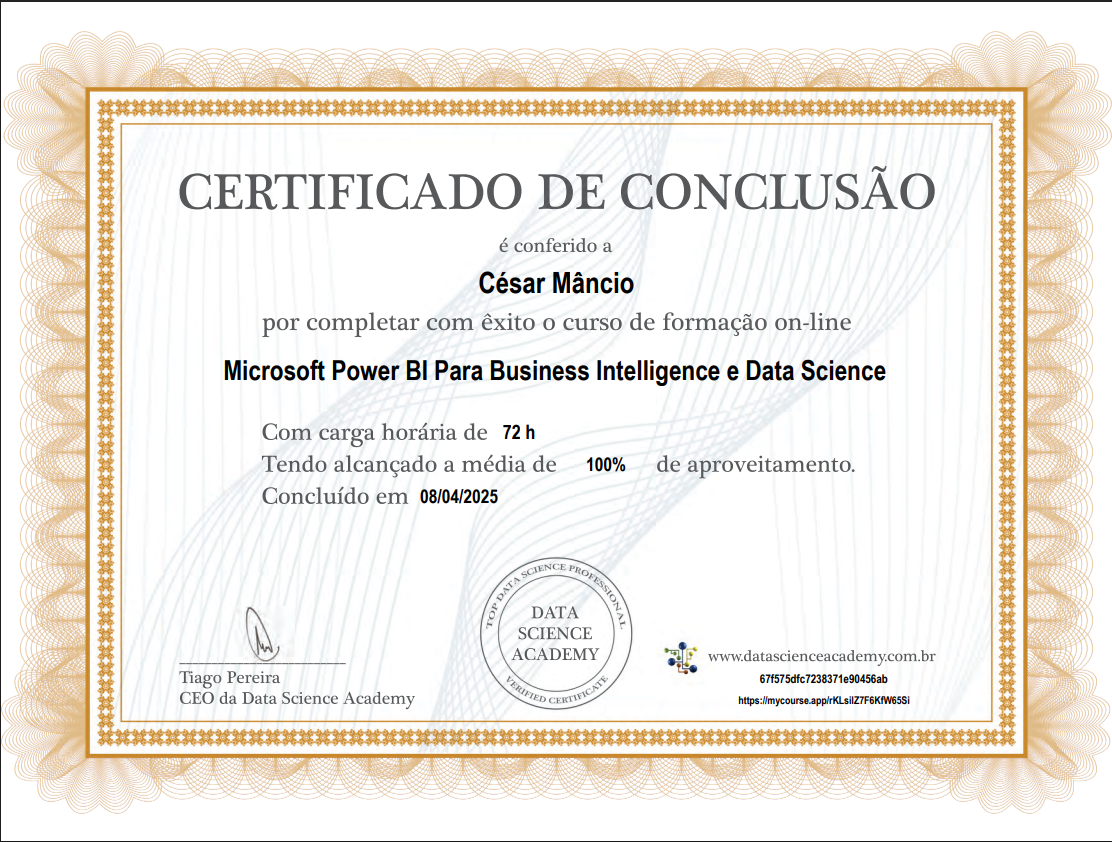 CERTIFICADO DE CONCLUSÃO
é conferido a
César Mâncio
por completar com êxito o curso de formação on-line
Microsoft Power BI Para Business Intelligence e Data Science
Com carga horária de 72 h
Tendo alcançado a média de 100% de aproveitamento.
Concluído em 08/04/2025
TOP DATA SCIENCE PROFESSIONAL
DATA
SCIENCE
ACADEMY
VERIFIED CERTIFICATE
Tiago Pereira
CEO da Data Science Academy
www.datascienceacademy.com.br
67f575dfc7238371e90456ab
https://mycourse.app/rKLsilZ7F6KfW65Si